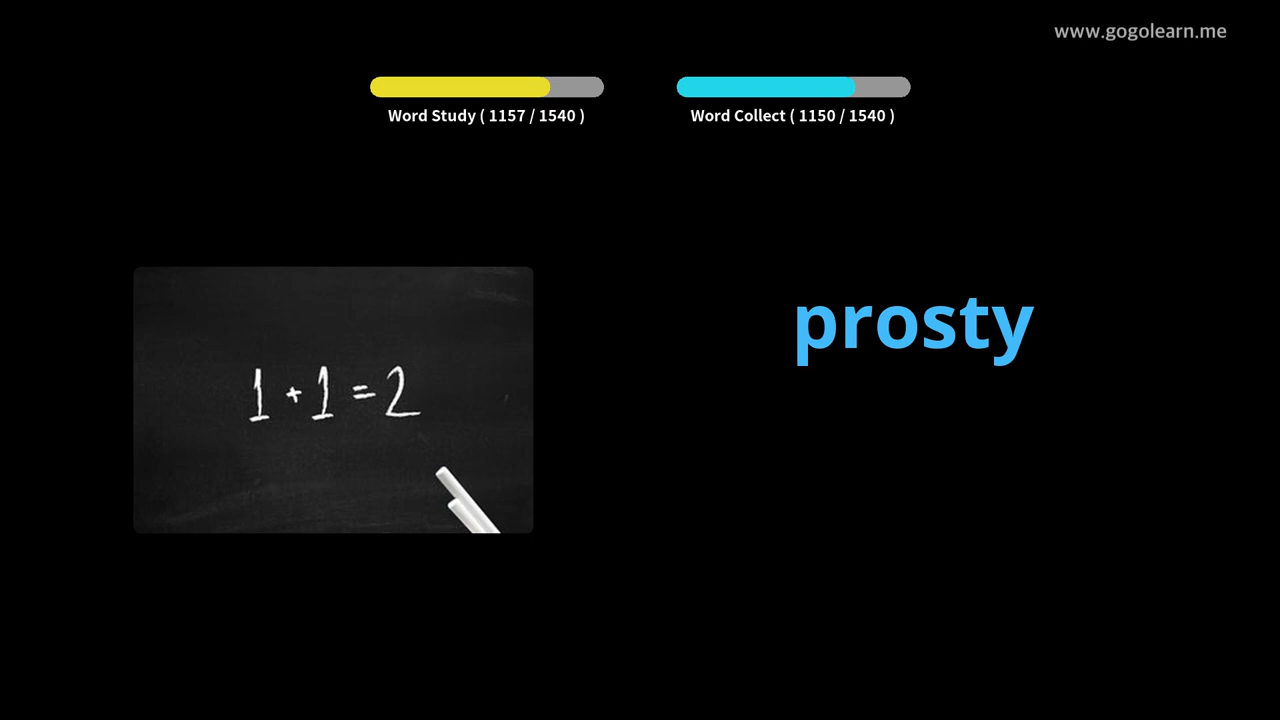 www.gogolearn.me
Word Study ( 1157 / 1540 )
Word Collect ( 1150 / 1540 )
prosty
1 + 1 = 2